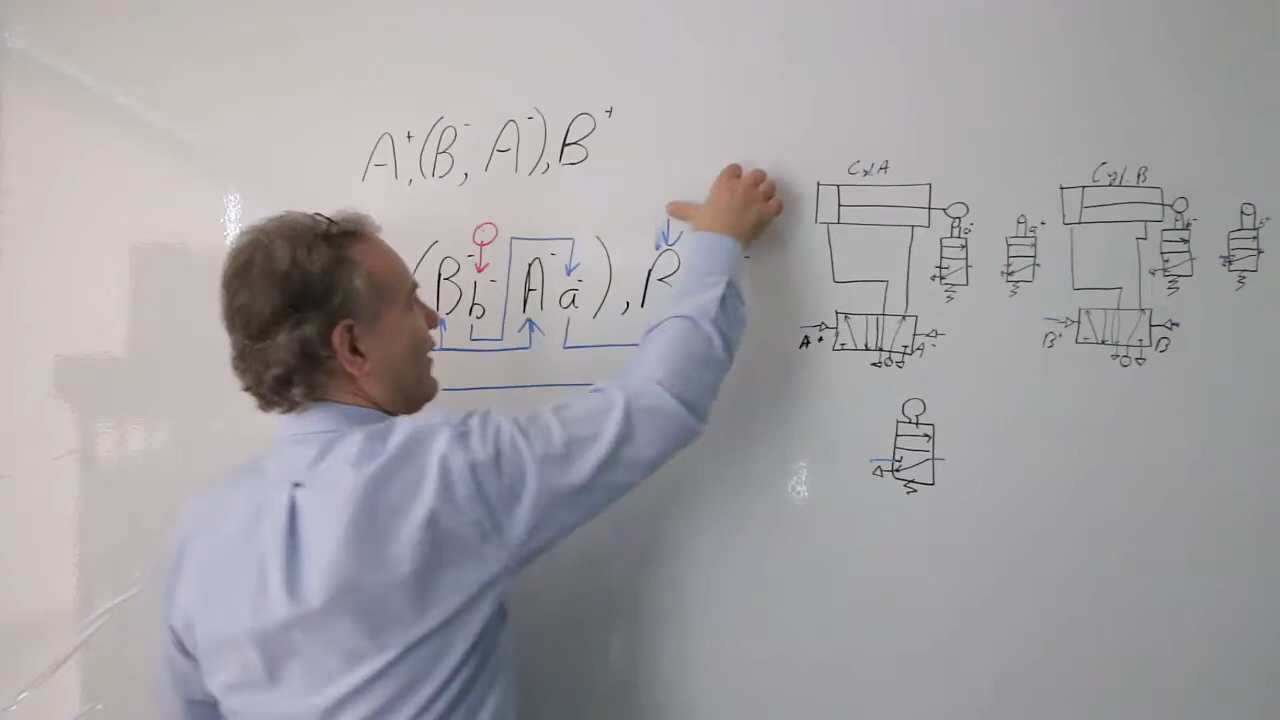 A⁺,(B⁻,A⁻),B⁺
Cyl A
Cyl. B
a⁻
a⁺
b⁻
(B⁻ b⁻ A⁻ a⁻), B
A⁺
A⁻
B⁺
B⁻